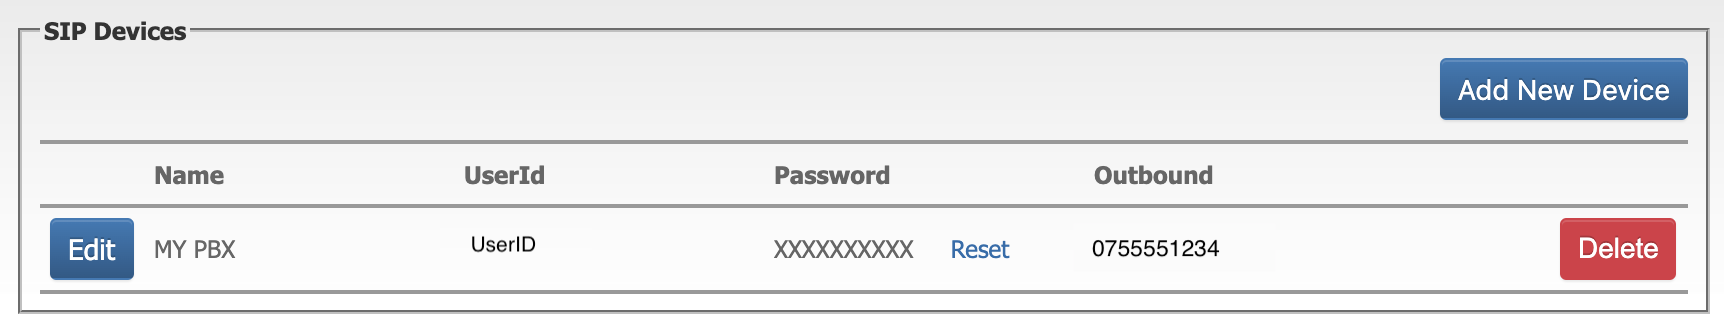 SIP Devices
Add New Device
Name UserId Password Outbound
Edit MY PBX UserID XXXXXXXXXX Reset 0755551234 Delete